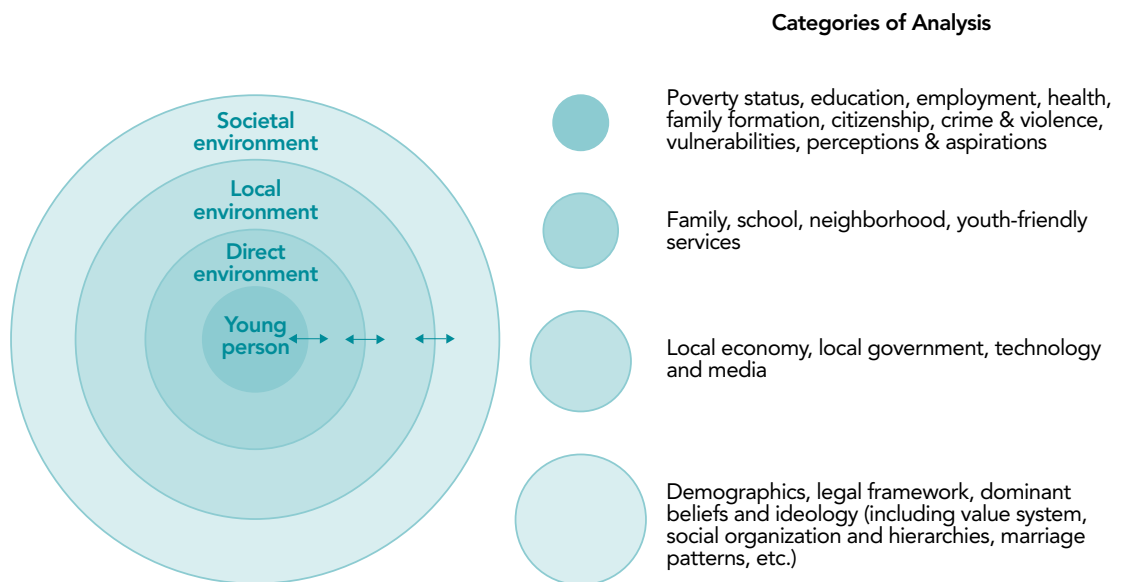 Categories of Analysis
Societal
environment
Local
environment
Direct
environment
Young
person
Poverty status, education, employment, health,
family formation, citizenship, crime & violence,
vulnerabilities, perceptions & aspirations
Family, school, neighborhood, youth-friendly
services
Local economy, local government, technology
and media
Demographics, legal framework, dominant
beliefs and ideology (including value system,
social organization and hierarchies, marriage
patterns, etc.)